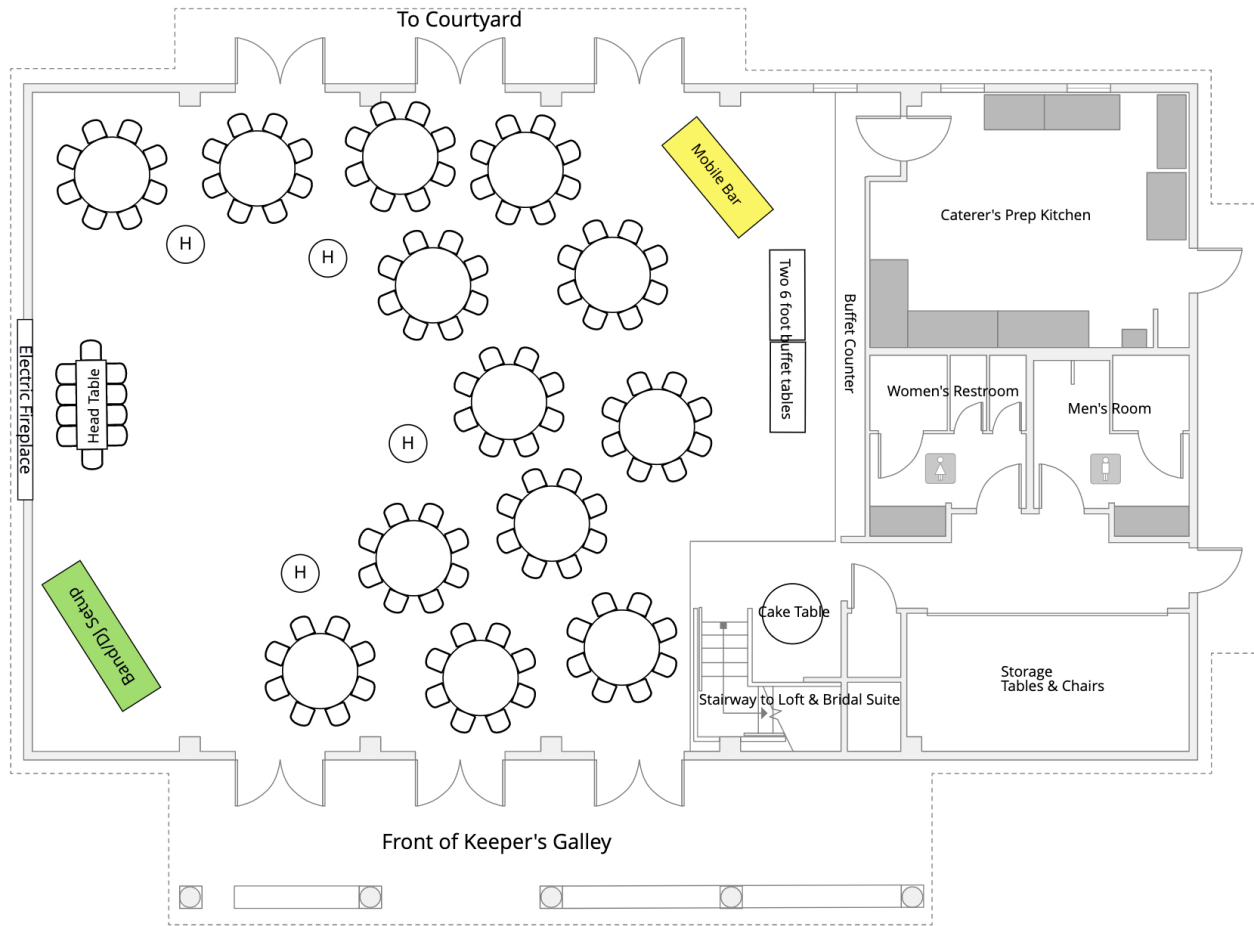 To Courtyard
Mobile Bar
H
H
Caterer's Prep Kitchen
Two 6 foot buffet tables
Buffet Counter
Electric Fireplace
Head Table
Women's Restroom
Men's Room
H
H
Band/DJ Setup
Cake Table
Storage
Tables & Chairs
Stairway to Loft & Bridal Suite
Front of Keeper's Galley